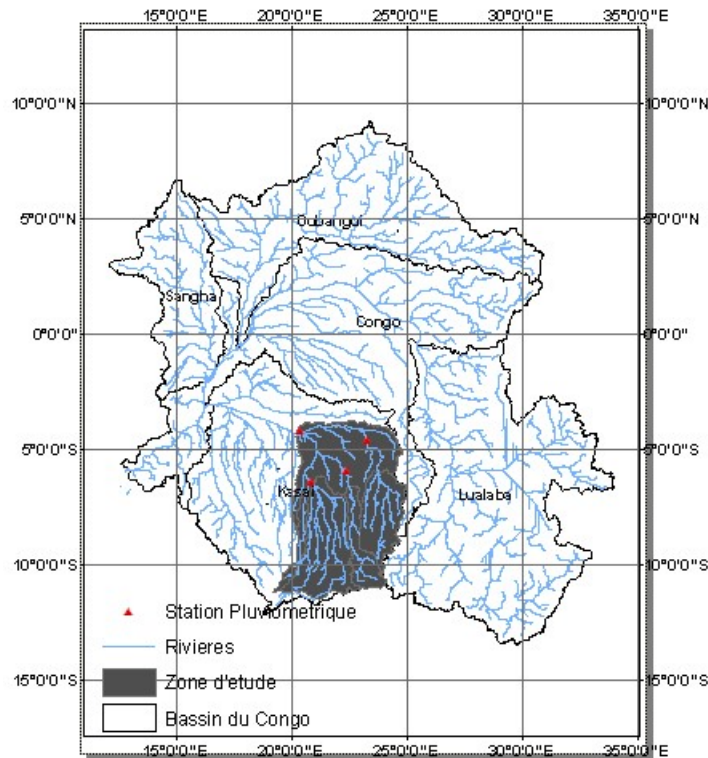 15°0'0"E 20°0'0"E 25°0'0"E 30°0'0"E 35°0'0"E
10°0'0"N 10°0'0"N
5°0'0"N Oubangui 5°0'0"N
Sangha
Congo
0°0'0" 0°0'0"
5°0'0"S 5°0'0"S
Kasai Lualaba
10°0'0"S 10°0'0"S
Station Pluviometrique
Rivieres
15°0'0"S Zone d'etude 15°0'0"S
Bassin du Congo
15°0'0"E 20°0'0"E 25°0'0"E 30°0'0"E 35°0'0"E